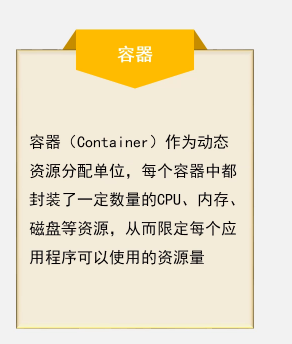 容器
容器（Container）作为动态
资源分配单位，每个容器中都
封装了一定数量的CPU、内存、
磁盘等资源，从而限定每个应
用程序可以使用的资源量